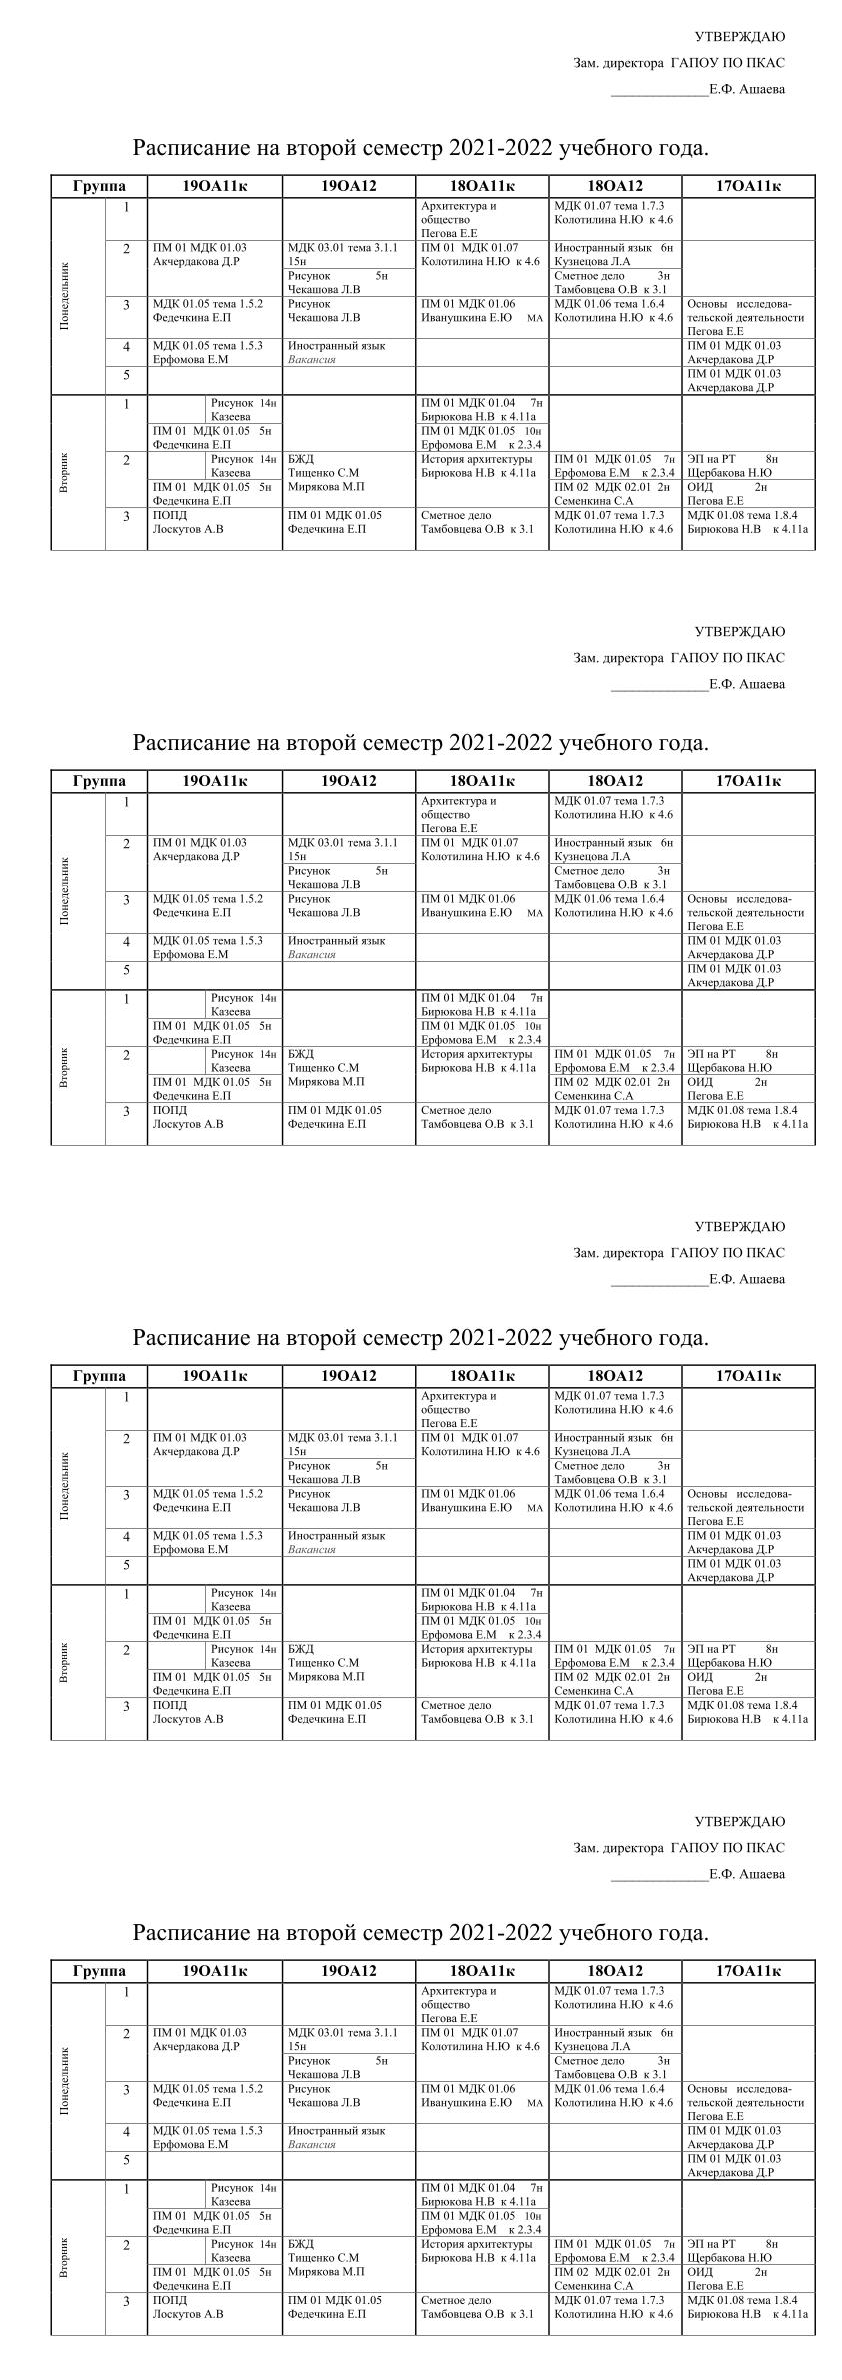 УТВЕРЖДАЮ
Зам. директора ГАПОУ ПО ПКАС
______________Е.Ф. Ашаева
Расписание на второй семестр 2021-2022 учебного года.
Группа 19ОА11к 19ОА12 18ОА11к 18ОА12 17ОА11к
Понедельник
1
Архитектура и
общество
Пегова Е.Е
МДК 01.07 тема 1.7.3
Колотилина Н.Ю к 4.6
2
ПМ 01 МДК 01.03
Акчердакова Д.Р
МДК 03.01 тема 3.1.1
15н
Рисунок 5н
Чекашова Л.В
ПМ 01 МДК 01.07
Колотилина Н.Ю к 4.6
Иностранный язык 6н
Кузнецова Л.А
Сметное дело 3н
Тамбовцева О.В к 3.1
3
МДК 01.05 тема 1.5.2
Федечкина Е.П
Рисунок
Чекашова Л.В
ПМ 01 МДК 01.06
Иванушкина Е.Ю МА
МДК 01.06 тема 1.6.4
Колотилина Н.Ю к 4.6
Основы исследова-
тельской деятельности
Пегова Е.Е
4
МДК 01.05 тема 1.5.3
Ерфомова Е.М
Иностранный язык
Вакансия
ПМ 01 МДК 01.03
Акчердакова Д.Р
5
ПМ 01 МДК 01.03
Акчердакова Д.Р
Вторник
1
Рисунок 14н
Казеева
ПМ 01 МДК 01.05 5н
Федечкина Е.П
ПМ 01 МДК 01.04 7н
Бирюкова Н.В к 4.11а
ПМ 01 МДК 01.05 10н
Ерфомова Е.М к 2.3.4
2
Рисунок 14н
Казеева
ПМ 01 МДК 01.05 5н
Федечкина Е.П
БЖД
Тищенко С.М
Мирякова М.П
История архитектуры
Бирюкова Н.В к 4.11а
ПМ 01 МДК 01.05 7н
Ерфомова Е.М к 2.3.4
ПМ 02 МДК 02.01 2н
Семенкина С.А
ЭП на РТ 8н
Щербакова Н.Ю
ОИД 2н
Пегова Е.Е
3
ПОПД
Лоскутов А.В
ПМ 01 МДК 01.05
Федечкина Е.П
Сметное дело
Тамбовцева О.В к 3.1
МДК 01.07 тема 1.7.3
Колотилина Н.Ю к 4.6
МДК 01.08 тема 1.8.4
Бирюкова Н.В к 4.11а
УТВЕРЖДАЮ
Зам. директора ГАПОУ ПО ПКАС
______________Е.Ф. Ашаева
Расписание на второй семестр 2021-2022 учебного года.
Группа 19ОА11к 19ОА12 18ОА11к 18ОА12 17ОА11к
Понедельник
1
Архитектура и
общество
Пегова Е.Е
МДК 01.07 тема 1.7.3
Колотилина Н.Ю к 4.6
2
ПМ 01 МДК 01.03
Акчердакова Д.Р
МДК 03.01 тема 3.1.1
15н
Рисунок 5н
Чекашова Л.В
ПМ 01 МДК 01.07
Колотилина Н.Ю к 4.6
Иностранный язык 6н
Кузнецова Л.А
Сметное дело 3н
Тамбовцева О.В к 3.1
3
МДК 01.05 тема 1.5.2
Федечкина Е.П
Рисунок
Чекашова Л.В
ПМ 01 МДК 01.06
Иванушкина Е.Ю МА
МДК 01.06 тема 1.6.4
Колотилина Н.Ю к 4.6
Основы исследова-
тельской деятельности
Пегова Е.Е
4
МДК 01.05 тема 1.5.3
Ерфомова Е.М
Иностранный язык
Вакансия
ПМ 01 МДК 01.03
Акчердакова Д.Р
5
ПМ 01 МДК 01.03
Акчердакова Д.Р
Вторник
1
Рисунок 14н
Казеева
ПМ 01 МДК 01.05 5н
Федечкина Е.П
ПМ 01 МДК 01.04 7н
Бирюкова Н.В к 4.11а
ПМ 01 МДК 01.05 10н
Ерфомова Е.М к 2.3.4
2
Рисунок 14н
Казеева
ПМ 01 МДК 01.05 5н
Федечкина Е.П
БЖД
Тищенко С.М
Мирякова М.П
История архитектуры
Бирюкова Н.В к 4.11а
ПМ 01 МДК 01.05 7н
Ерфомова Е.М к 2.3.4
ПМ 02 МДК 02.01 2н
Семенкина С.А
ЭП на РТ 8н
Щербакова Н.Ю
ОИД 2н
Пегова Е.Е
3
ПОПД
Лоскутов А.В
ПМ 01 МДК 01.05
Федечкина Е.П
Сметное дело
Тамбовцева О.В к 3.1
МДК 01.07 тема 1.7.3
Колотилина Н.Ю к 4.6
МДК 01.08 тема 1.8.4
Бирюкова Н.В к 4.11а
УТВЕРЖДАЮ
Зам. директора ГАПОУ ПО ПКАС
______________Е.Ф. Ашаева
Расписание на второй семестр 2021-2022 учебного года.
Группа 19ОА11к 19ОА12 18ОА11к 18ОА12 17ОА11к
Понедельник
1
Архитектура и
общество
Пегова Е.Е
МДК 01.07 тема 1.7.3
Колотилина Н.Ю к 4.6
2
ПМ 01 МДК 01.03
Акчердакова Д.Р
МДК 03.01 тема 3.1.1
15н
Рисунок 5н
Чекашова Л.В
ПМ 01 МДК 01.07
Колотилина Н.Ю к 4.6
Иностранный язык 6н
Кузнецова Л.А
Сметное дело 3н
Тамбовцева О.В к 3.1
3
МДК 01.05 тема 1.5.2
Федечкина Е.П
Рисунок
Чекашова Л.В
ПМ 01 МДК 01.06
Иванушкина Е.Ю МА
МДК 01.06 тема 1.6.4
Колотилина Н.Ю к 4.6
Основы исследова-
тельской деятельности
Пегова Е.Е
4
МДК 01.05 тема 1.5.3
Ерфомова Е.М
Иностранный язык
Вакансия
ПМ 01 МДК 01.03
Акчердакова Д.Р
5
ПМ 01 МДК 01.03
Акчердакова Д.Р
Вторник
1
Рисунок 14н
Казеева
ПМ 01 МДК 01.05 5н
Федечкина Е.П
ПМ 01 МДК 01.04 7н
Бирюкова Н.В к 4.11а
ПМ 01 МДК 01.05 10н
Ерфомова Е.М к 2.3.4
2
Рисунок 14н
Казеева
ПМ 01 МДК 01.05 5н
Федечкина Е.П
БЖД
Тищенко С.М
Мирякова М.П
История архитектуры
Бирюкова Н.В к 4.11а
ПМ 01 МДК 01.05 7н
Ерфомова Е.М к 2.3.4
ПМ 02 МДК 02.01 2н
Семенкина С.А
ЭП на РТ 8н
Щербакова Н.Ю
ОИД 2н
Пегова Е.Е
3
ПОПД
Лоскутов А.В
ПМ 01 МДК 01.05
Федечкина Е.П
Сметное дело
Тамбовцева О.В к 3.1
МДК 01.07 тема 1.7.3
Колотилина Н.Ю к 4.6
МДК 01.08 тема 1.8.4
Бирюкова Н.В к 4.11а
УТВЕРЖДАЮ
Зам. директора ГАПОУ ПО ПКАС
______________Е.Ф. Ашаева
Расписание на второй семестр 2021-2022 учебного года.
Группа 19ОА11к 19ОА12 18ОА11к 18ОА12 17ОА11к
Понедельник
1
Архитектура и
общество
Пегова Е.Е
МДК 01.07 тема 1.7.3
Колотилина Н.Ю к 4.6
2
ПМ 01 МДК 01.03
Акчердакова Д.Р
МДК 03.01 тема 3.1.1
15н
Рисунок 5н
Чекашова Л.В
ПМ 01 МДК 01.07
Колотилина Н.Ю к 4.6
Иностранный язык 6н
Кузнецова Л.А
Сметное дело 3н
Тамбовцева О.В к 3.1
3
МДК 01.05 тема 1.5.2
Федечкина Е.П
Рисунок
Чекашова Л.В
ПМ 01 МДК 01.06
Иванушкина Е.Ю МА
МДК 01.06 тема 1.6.4
Колотилина Н.Ю к 4.6
Основы исследова-
тельской деятельности
Пегова Е.Е
4
МДК 01.05 тема 1.5.3
Ерфомова Е.М
Иностранный язык
Вакансия
ПМ 01 МДК 01.03
Акчердакова Д.Р
5
ПМ 01 МДК 01.03
Акчердакова Д.Р
Вторник
1
Рисунок 14н
Казеева
ПМ 01 МДК 01.05 5н
Федечкина Е.П
ПМ 01 МДК 01.04 7н
Бирюкова Н.В к 4.11а
ПМ 01 МДК 01.05 10н
Ерфомова Е.М к 2.3.4
2
Рисунок 14н
Казеева
ПМ 01 МДК 01.05 5н
Федечкина Е.П
БЖД
Тищенко С.М
Мирякова М.П
История архитектуры
Бирюкова Н.В к 4.11а
ПМ 01 МДК 01.05 7н
Ерфомова Е.М к 2.3.4
ПМ 02 МДК 02.01 2н
Семенкина С.А
ЭП на РТ 8н
Щербакова Н.Ю
ОИД 2н
Пегова Е.Е
3
ПОПД
Лоскутов А.В
ПМ 01 МДК 01.05
Федечкина Е.П
Сметное дело
Тамбовцева О.В к 3.1
МДК 01.07 тема 1.7.3
Колотилина Н.Ю к 4.6
МДК 01.08 тема 1.8.4
Бирюкова Н.В к 4.11а